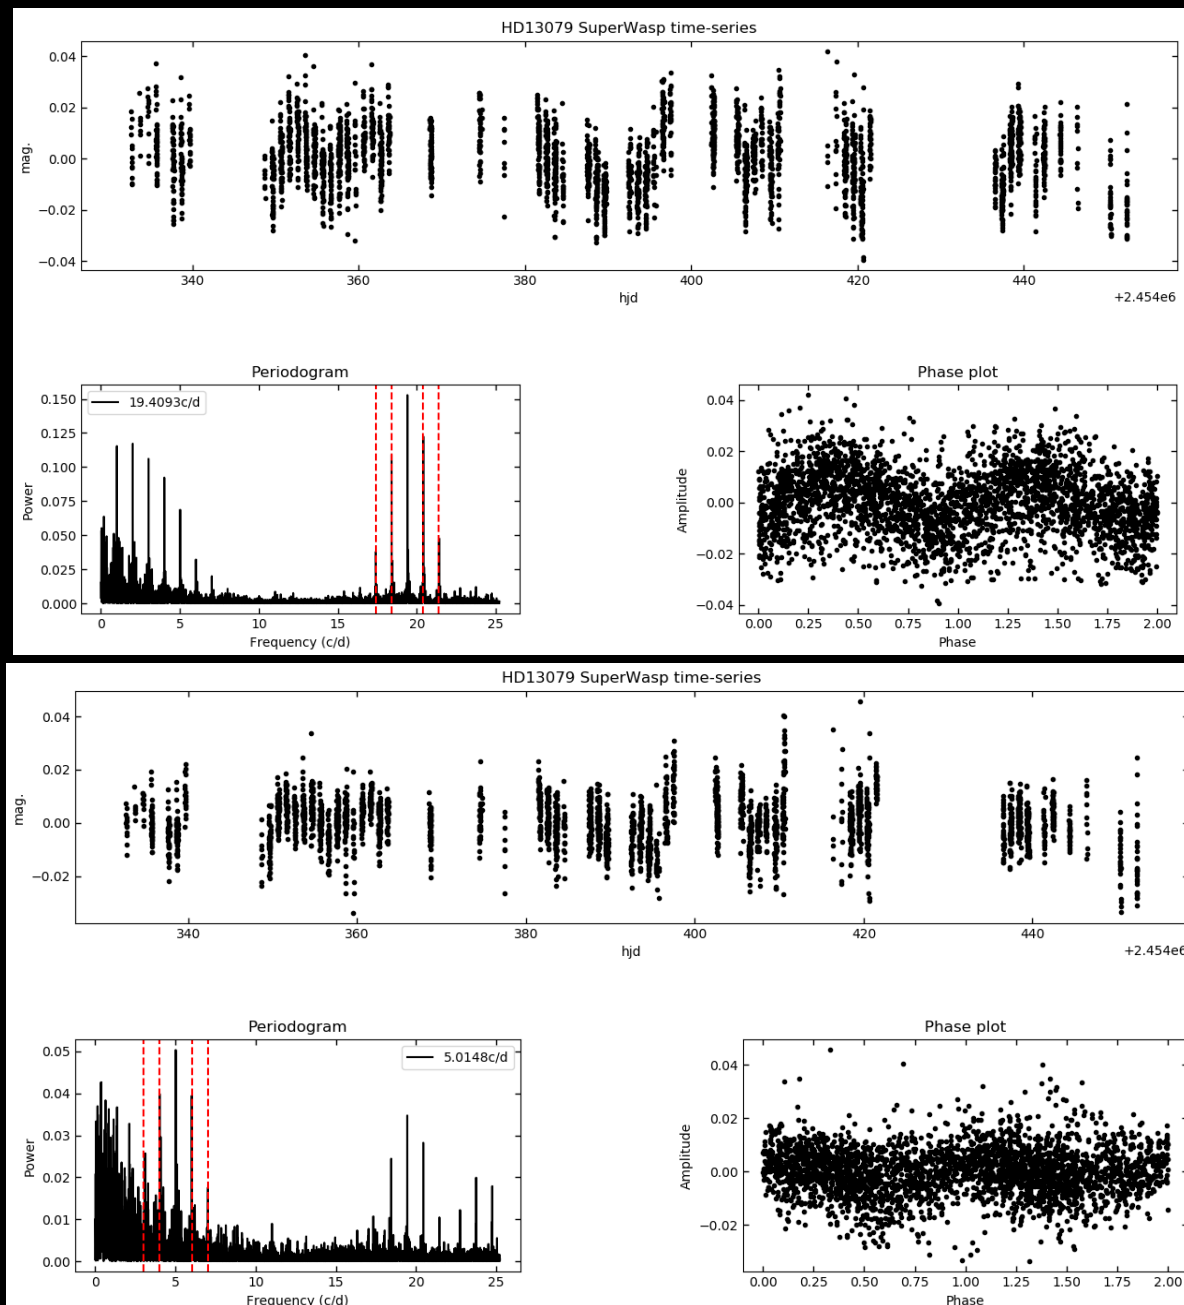 HD13079 SuperWasp time-series
0.04
0.02
0.00
−0.02
−0.04
mag.
340 360 380 400 420 440
hjd
+2.454e6
Periodogram
19.4093c/d
0.150
0.125
0.100
0.075
0.050
0.025
0.000
Power
0 5 10 15 20 25
Frequency (c/d)
Phase plot
0.04
0.02
0.00
−0.02
−0.04
Amplitude
0.00 0.25 0.50 0.75 1.00 1.25 1.50 1.75 2.00
Phase
HD13079 SuperWasp time-series
0.04
0.02
0.00
−0.02
mag.
340 360 380 400 420 440
hjd
+2.454e6
Periodogram
5.0148c/d
0.05
0.04
0.03
0.02
0.01
0.00
Power
0 5 10 15 20 25
Frequency (c/d)
Phase plot
0.04
0.02
0.00
−0.02
Amplitude
0.00 0.25 0.50 0.75 1.00 1.25 1.50 1.75 2.00
Phase